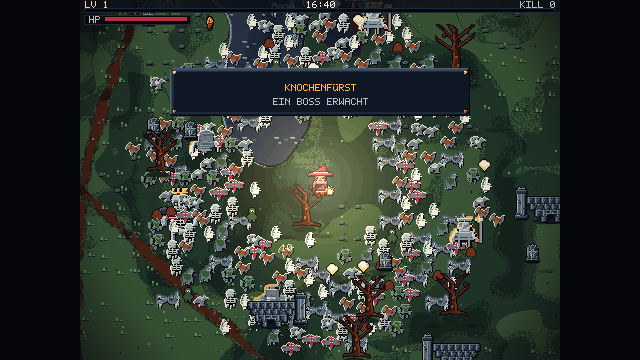 LV 1
16:40
KILL 0
HP
KNOCHENFÜRST
EIN BOSS ERWACHT